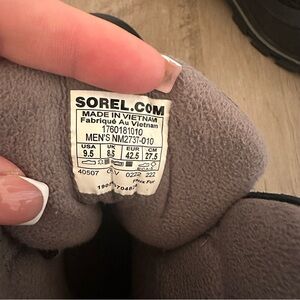 SOREL.COM
MADE IN VIETNAM
Fabriqué Au Vietnam
1760181010
MEN'S NM2737-010
USA UK EUR CM
9.5 8.5 42.5 27.5
40507 0222 222